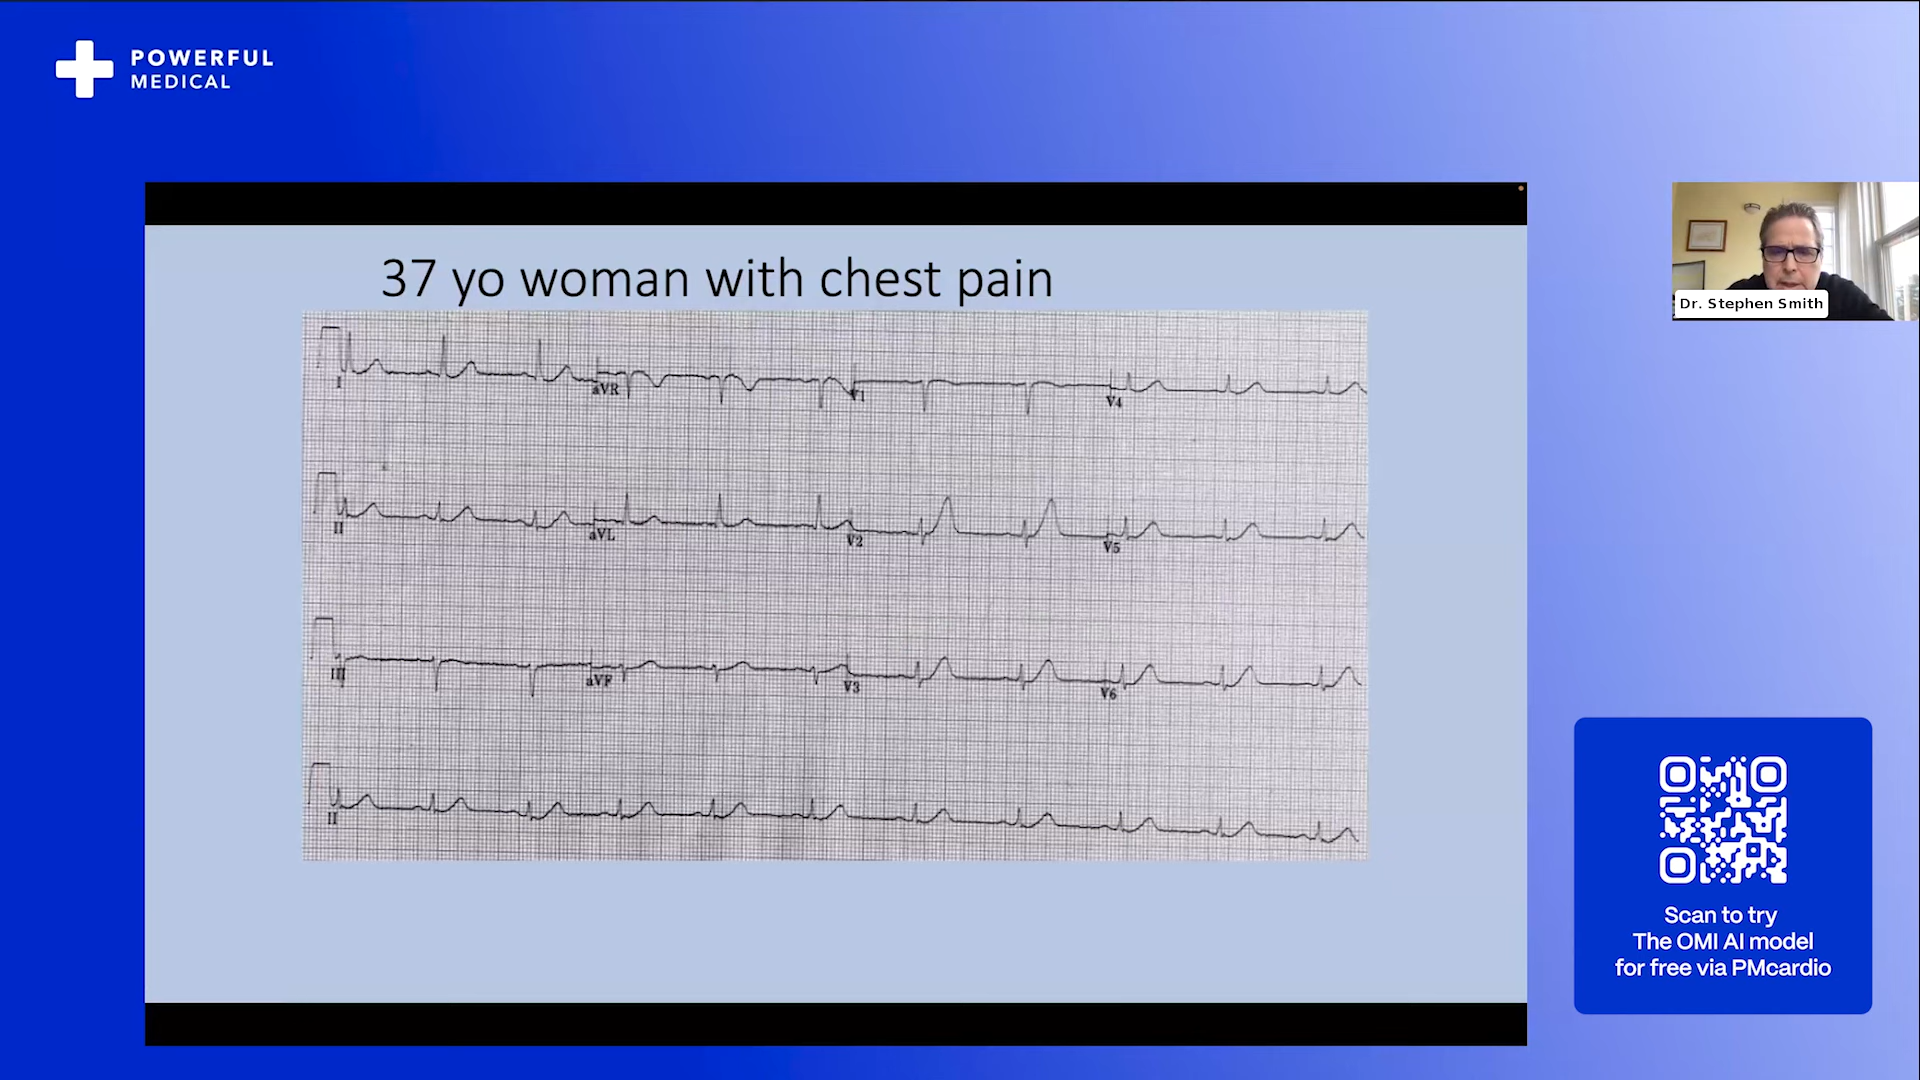 POWERFUL
MEDICAL
37 yo woman with chest pain
Dr. Stephen Smith
I
aVR
V1
V4
II
aVL
V2
V5
III
aVF
V3
V6
II
Scan to try
The OMI AI model
for free via PMcardio